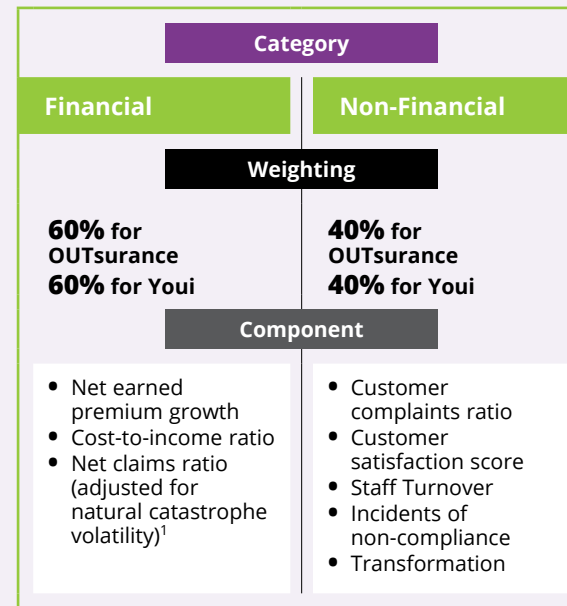 Category
Financial
Non-Financial
Weighting
60% for
OUTsurance
60% for Youi
40% for
OUTsurance
40% for Youi
Component
• Net earned
premium growth
• Cost-to-income ratio
• Net claims ratio
(adjusted for
natural catastrophe
volatility)¹
• Customer
complaints ratio
• Customer
satisfaction score
• Staff Turnover
• Incidents of
non-compliance
• Transformation